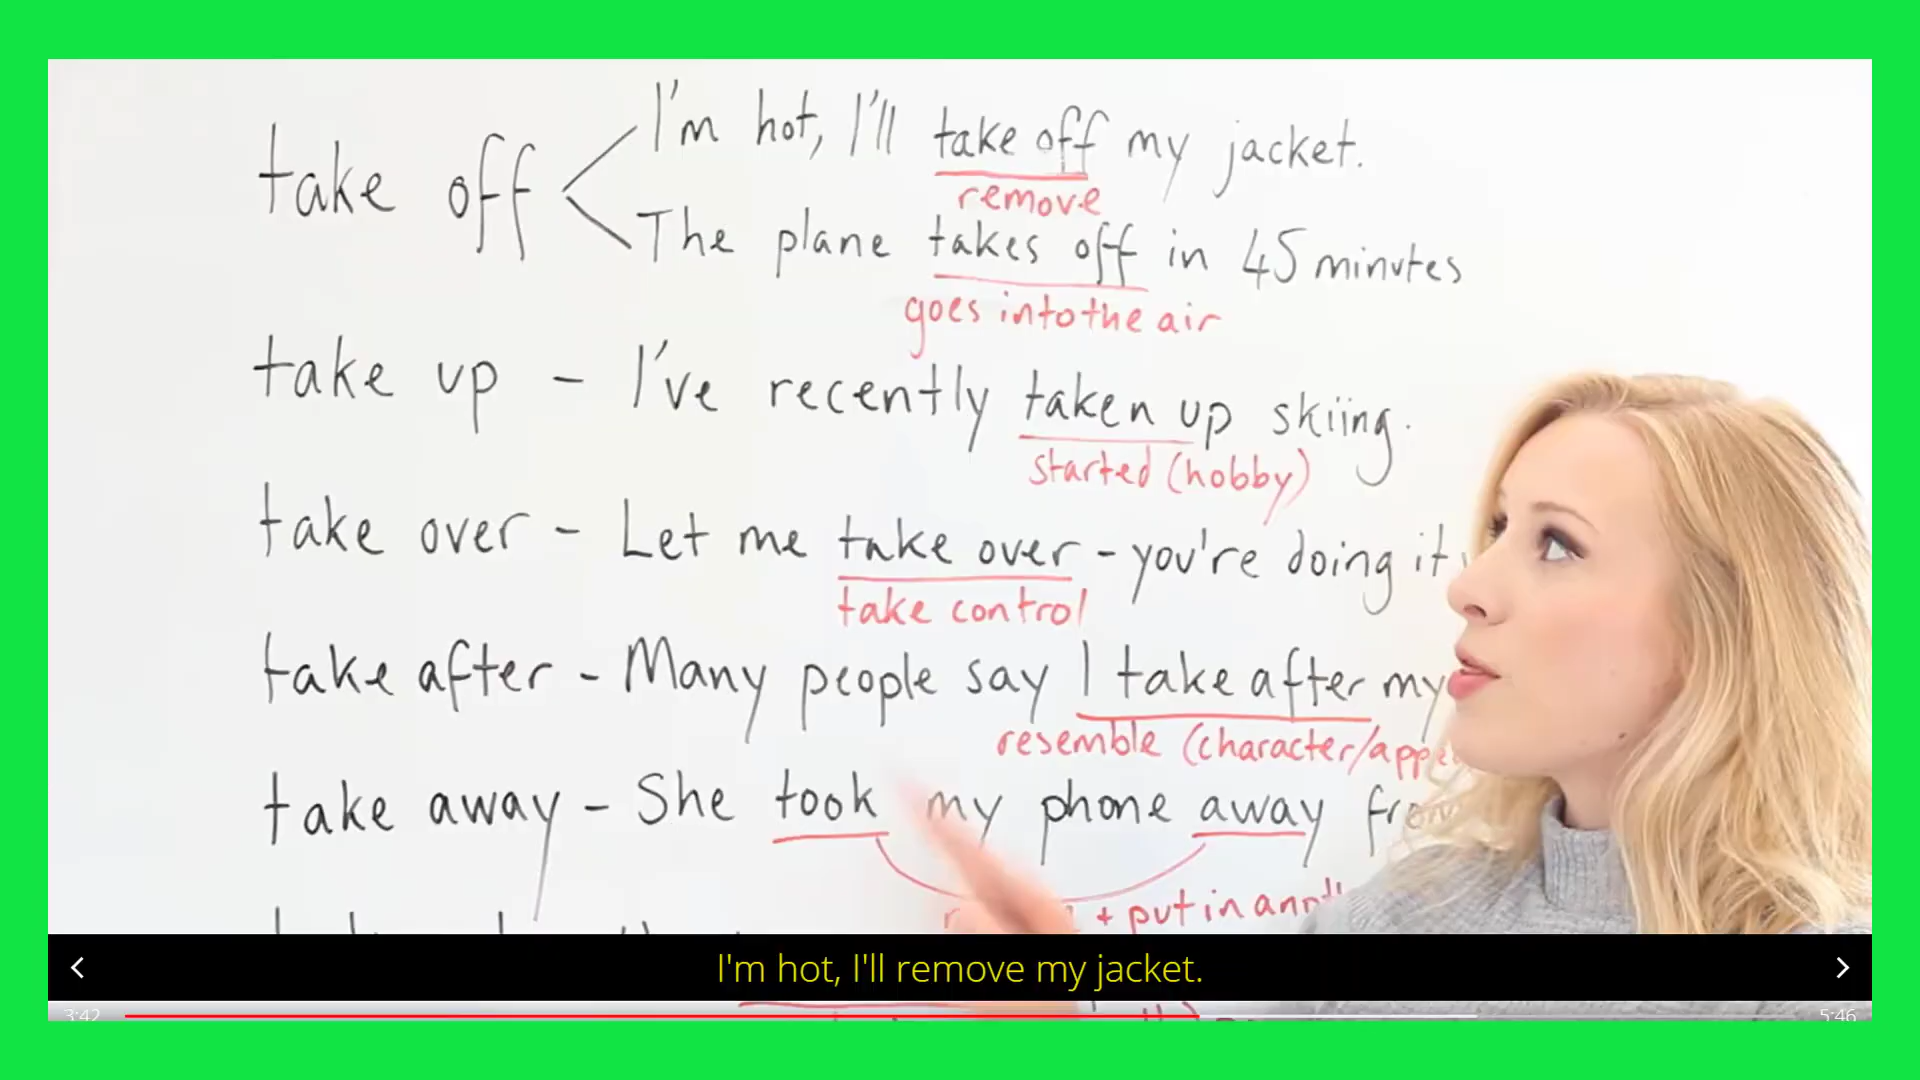 I'm hot, I'll take off my jacket.
take off
remove
The plane takes off in 45 minutes
goes into the air
take up - I've recently taken up skiing.
started (hobby)
take over - Let me take over - you're doing it
take control
take after - Many people say I take after my
resemble (character/appe
take away - She took my phone away from
+ put in anoth
I'm hot, I'll remove my jacket.
3:42
5:46